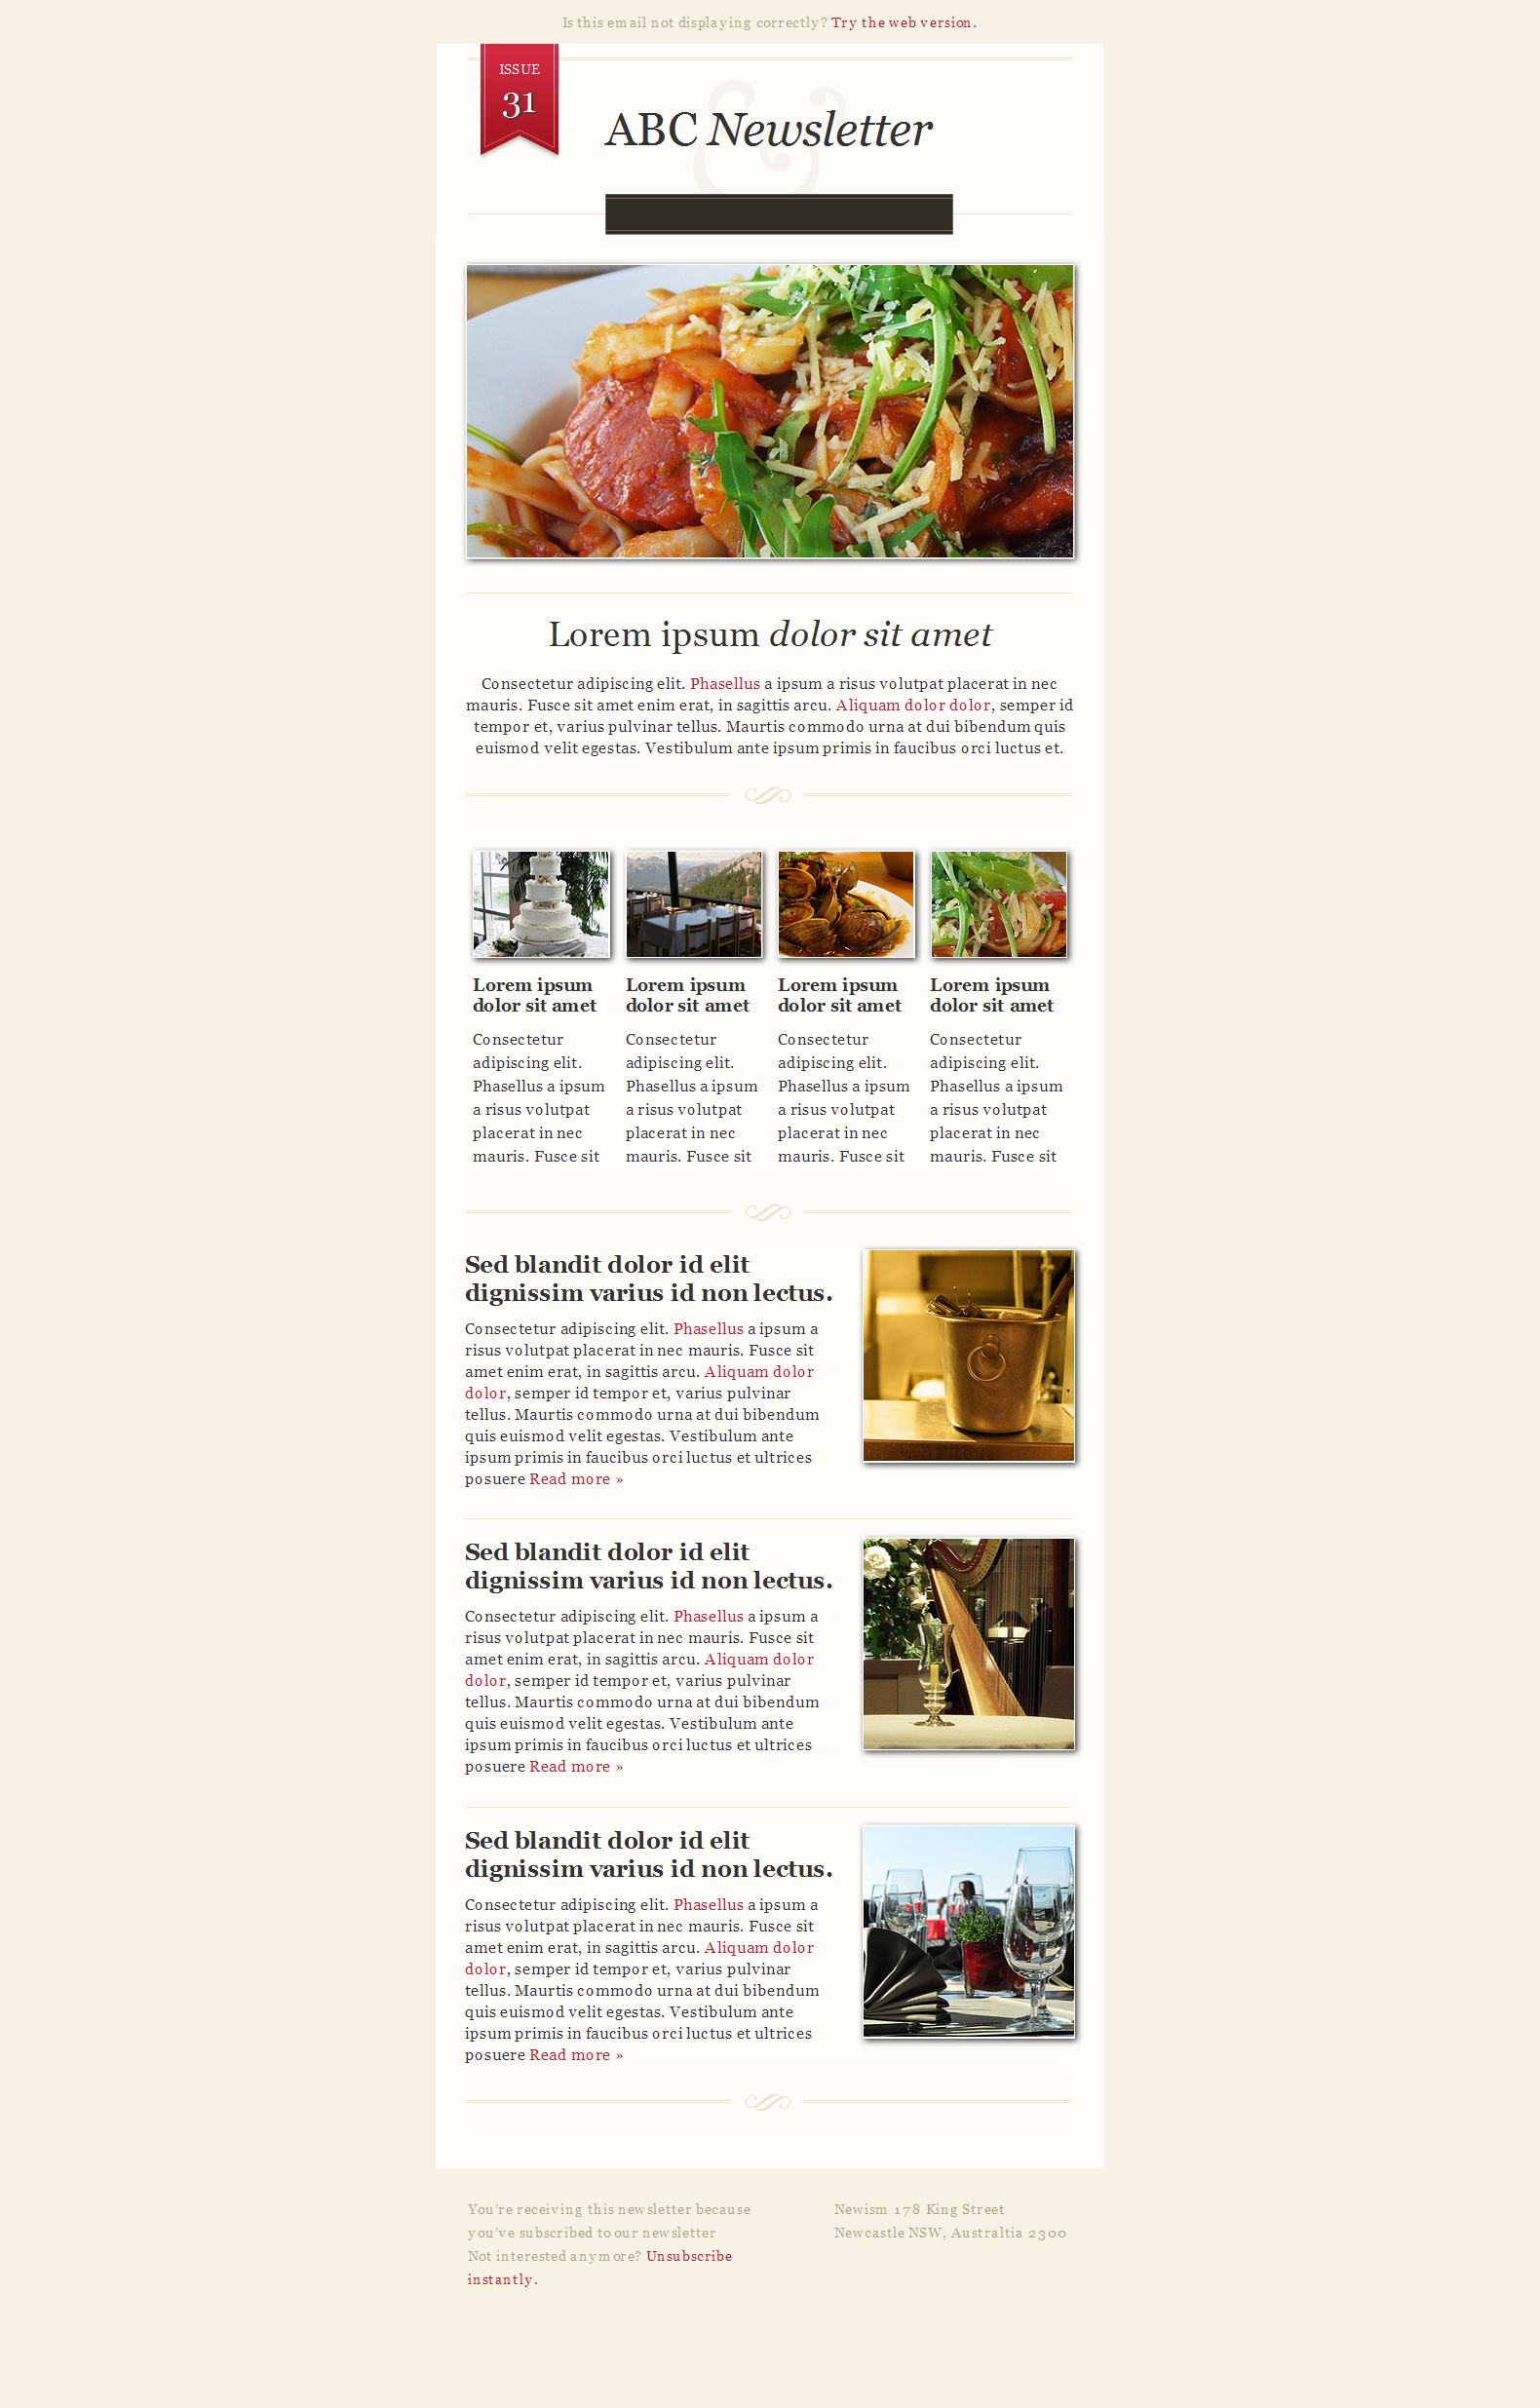 Is this email not displaying correctly? Try the web version.
ISSUE
31
ABC Newsletter
&
Lorem ipsum dolor sit amet
Consectetur adipiscing elit. Phasellus a ipsum a risus volutpat placerat in nec
mauris. Fusce sit amet enim erat, in sagittis arcu. Aliquam dolor dolor, semper id
tempor et, varius pulvinar tellus. Maurtis commodo urna at dui bibendum quis
euismod velit egestas. Vestibulum ante ipsum primis in faucibus orci luctus et.
Lorem ipsum
dolor sit amet
Consectetur
adipiscing elit.
Phasellus a ipsum
a risus volutpat
placerat in nec
mauris. Fusce sit
Lorem ipsum
dolor sit amet
Consectetur
adipiscing elit.
Phasellus a ipsum
a risus volutpat
placerat in nec
mauris. Fusce sit
Lorem ipsum
dolor sit amet
Consectetur
adipiscing elit.
Phasellus a ipsum
a risus volutpat
placerat in nec
mauris. Fusce sit
Lorem ipsum
dolor sit amet
Consectetur
adipiscing elit.
Phasellus a ipsum
a risus volutpat
placerat in nec
mauris. Fusce sit
Sed blandit dolor id elit
dignissim varius id non lectus.
Consectetur adipiscing elit. Phasellus a ipsum a
risus volutpat placerat in nec mauris. Fusce sit
amet enim erat, in sagittis arcu. Aliquam dolor
dolor, semper id tempor et, varius pulvinar
tellus. Maurtis commodo urna at dui bibendum
quis euismod velit egestas. Vestibulum ante
ipsum primis in faucibus orci luctus et ultrices
posuere Read more »
Sed blandit dolor id elit
dignissim varius id non lectus.
Consectetur adipiscing elit. Phasellus a ipsum a
risus volutpat placerat in nec mauris. Fusce sit
amet enim erat, in sagittis arcu. Aliquam dolor
dolor, semper id tempor et, varius pulvinar
tellus. Maurtis commodo urna at dui bibendum
quis euismod velit egestas. Vestibulum ante
ipsum primis in faucibus orci luctus et ultrices
posuere Read more »
Sed blandit dolor id elit
dignissim varius id non lectus.
Consectetur adipiscing elit. Phasellus a ipsum a
risus volutpat placerat in nec mauris. Fusce sit
amet enim erat, in sagittis arcu. Aliquam dolor
dolor, semper id tempor et, varius pulvinar
tellus. Maurtis commodo urna at dui bibendum
quis euismod velit egestas. Vestibulum ante
ipsum primis in faucibus orci luctus et ultrices
posuere Read more »
You're receiving this newsletter because
you've subscribed to our newsletter
Not interested anymore? Unsubscribe
instantly.
Newism 178 King Street
Newcastle NSW, Australtia 2300